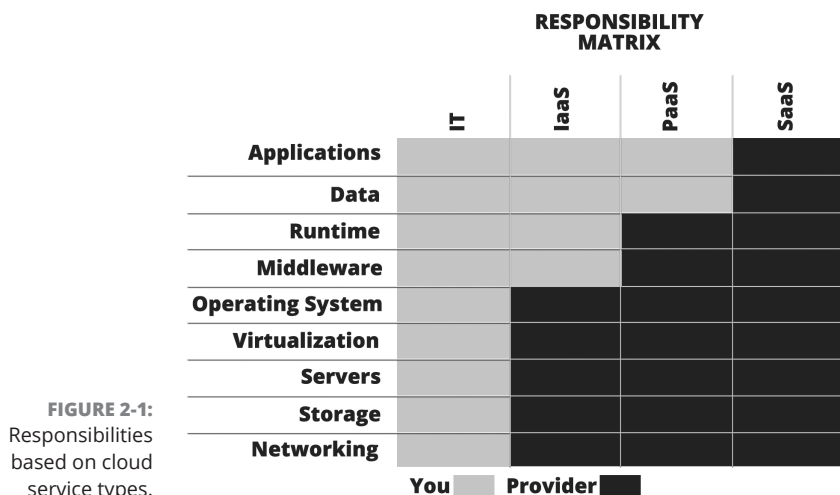 RESPONSIBILITY
MATRIX
IT
IaaS
PaaS
SaaS
Applications
Data
Runtime
Middleware
Operating System
Virtualization
Servers
Storage
Networking
You
Provider
FIGURE 2-1:
Responsibilities
based on cloud
service types.